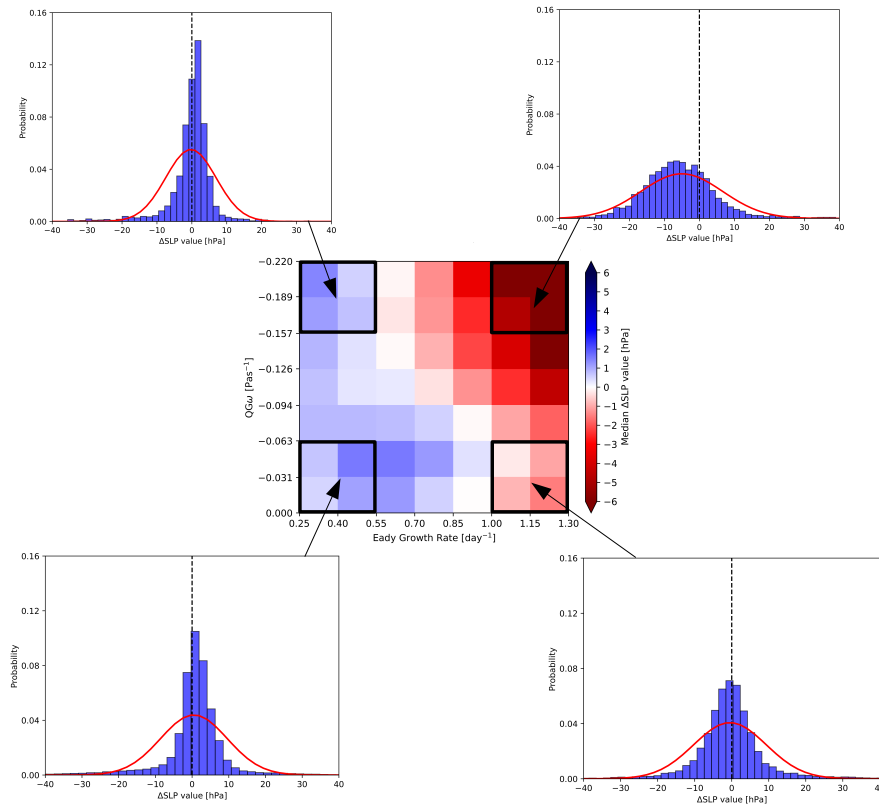 0.16
0.12
0.08
0.04
0.00
Probability
−40 −30 −20 −10 0 10 20 30 40
ΔSLP value [hPa]
0.16
0.12
0.08
0.04
0.00
Probability
−40 −30 −20 −10 0 10 20 30 40
ΔSLP value [hPa]
−0.220
−0.189
−0.157
−0.126
−0.094
−0.063
−0.031
0.000
QGω [Pas⁻¹]
0.25 0.40 0.55 0.70 0.85 1.00 1.15 1.30
Eady Growth Rate [day⁻¹]
6
5
4
3
2
1
0
−1
−2
−3
−4
−5
−6
Median ΔSLP value [hPa]
0.16
0.12
0.08
0.04
0.00
Probability
−40 −30 −20 −10 0 10 20 30 40
ΔSLP value [hPa]
0.16
0.12
0.08
0.04
0.00
Probability
−40 −30 −20 −10 0 10 20 30 40
ΔSLP value [hPa]